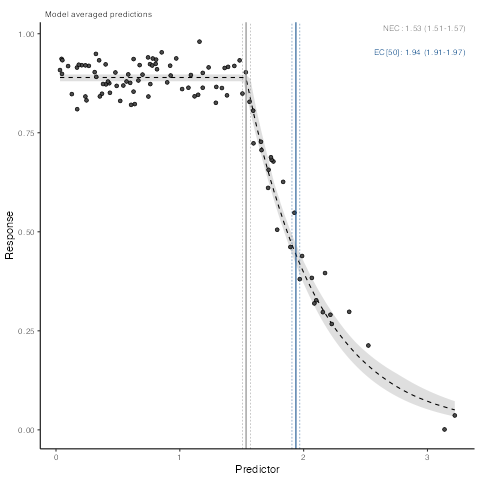 Model averaged predictions
NEC: 1.53 (1.51-1.57)
EC{50}: 1.94 (1.91-1.97)
1.00
0.75
0.50
0.25
0.00
Response
0
1
2
3
Predictor